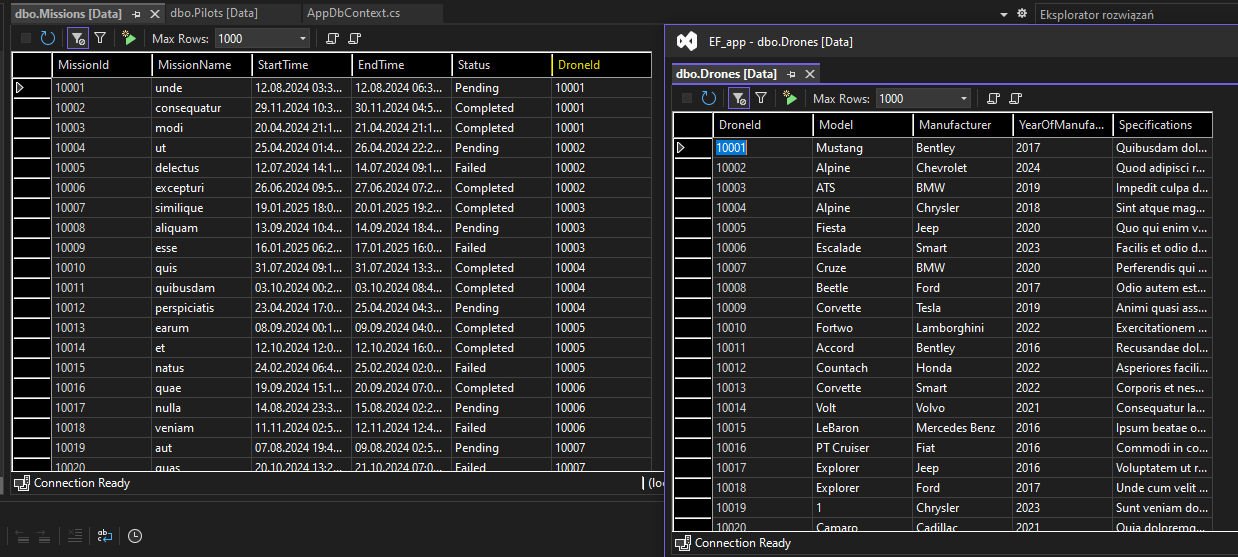 dbo.Missions [Data] dbo.Pilots [Data] AppDbContext.cs Eksplorator rozwiązań
Max Rows: 1000
MissionId MissionName StartTime EndTime Status DroneId
10001 unde 12.08.2024 03:3... 12.08.2024 06:3... Pending 10001
10002 consequatur 29.11.2024 10:3... 30.11.2024 04:5... Completed 10001
10003 modi 20.04.2024 21:1... 21.04.2024 21:1... Completed 10001
10004 ut 25.04.2024 01:4... 26.04.2024 22:2... Pending 10002
10005 delectus 12.07.2024 14:1... 14.07.2024 09:1... Failed 10002
10006 excepturi 26.06.2024 09:5... 27.06.2024 07:2... Completed 10002
10007 similique 19.01.2025 18:0... 20.01.2025 19:2... Completed 10003
10008 aliquam 13.09.2024 10:4... 14.09.2024 18:4... Pending 10003
10009 esse 16.01.2025 06:2... 17.01.2025 16:0... Failed 10003
10010 quis 31.07.2024 09:1... 31.07.2024 13:3... Completed 10004
10011 quibusdam 03.10.2024 00:2... 03.10.2024 08:4... Completed 10004
10012 perspiciatis 23.04.2024 17:0... 25.04.2024 04:3... Pending 10004
10013 earum 08.09.2024 00:1... 09.09.2024 04:0... Completed 10005
10014 et 12.10.2024 12:0... 12.10.2024 16:0... Completed 10005
10015 natus 24.02.2024 06:4... 25.02.2024 02:0... Failed 10005
10016 quae 19.09.2024 15:1... 20.09.2024 07:0... Completed 10006
10017 nulla 14.08.2024 23:3... 15.08.2024 02:2... Pending 10006
10018 veniam 11.11.2024 02:5... 12.11.2024 12:4... Failed 10006
10019 aut 07.08.2024 19:4... 09.08.2024 02:5... Pending 10007
10020 quas 20.10.2024 13:2... 21.10.2024 07:0... Failed 10007
Connection Ready (loc
EF_app - dbo.Drones [Data]
dbo.Drones [Data]
Max Rows: 1000
DroneId Model Manufacturer YearOfManufa... Specifications
10001 Mustang Bentley 2017 Quibusdam dol...
10002 Alpine Chevrolet 2024 Quod adipisci r...
10003 ATS BMW 2019 Impedit culpa d...
10004 Alpine Chrysler 2018 Sint atque mag...
10005 Fiesta Jeep 2020 Quo qui enim v...
10006 Escalade Smart 2023 Facilis et odio d...
10007 Cruze BMW 2020 Perferendis qui ...
10008 Beetle Ford 2017 Odio autem est...
10009 Corvette Tesla 2019 Animi quasi ass...
10010 Fortwo Lamborghini 2022 Exercitationem ...
10011 Accord Bentley 2016 Recusandae dol...
10012 Countach Honda 2022 Asperiores facili...
10013 Corvette Smart 2022 Corporis et nes...
10014 Volt Volvo 2021 Consequatur la...
10015 LeBaron Mercedes Benz 2016 Ipsum beatae o...
10016 PT Cruiser Fiat 2016 Commodi in co...
10017 Explorer Jeep 2016 Voluptatem ut r...
10018 Explorer Ford 2017 Unde cum velit ...
10019 1 Chrysler 2023 Sunt veniam do...
10020 Camaro Cadillac 2021 Quia doloremq...
Connection Ready